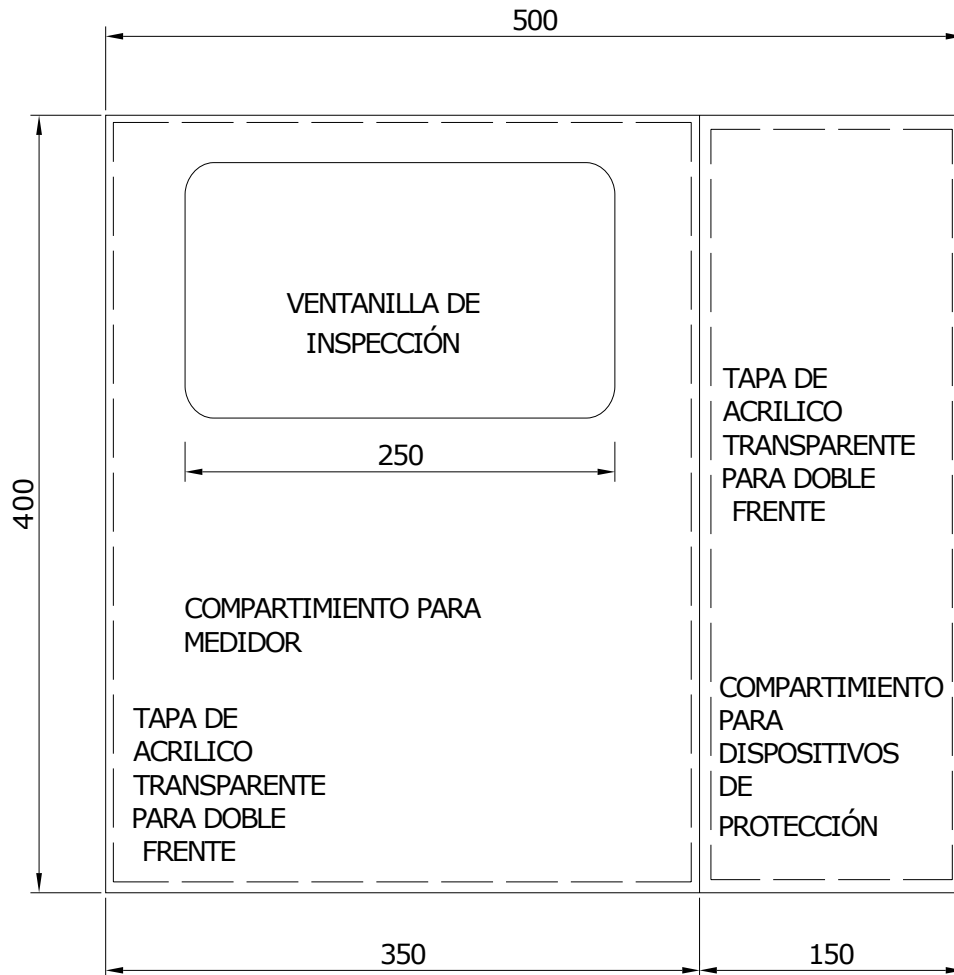 500
VENTANILLA DE
INSPECCIÓN
250
400
TAPA DE
ACRILICO
TRANSPARENTE
PARA DOBLE
FRENTE
COMPARTIMIENTO PARA
MEDIDOR
TAPA DE
ACRILICO
TRANSPARENTE
PARA DOBLE
FRENTE
COMPARTIMIENTO
PARA
DISPOSITIVOS
DE
PROTECCIÓN
350
150